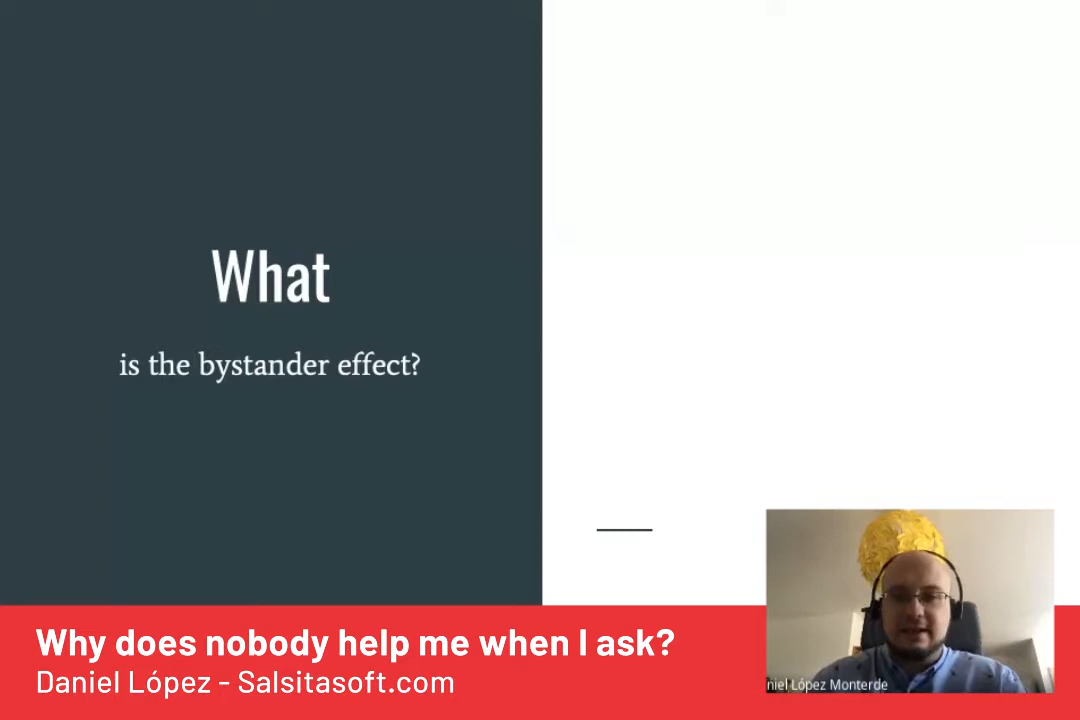 What
is the bystander effect?
Why does nobody help me when I ask?
Daniel López - Salsitasoft.com
niel López Monterde